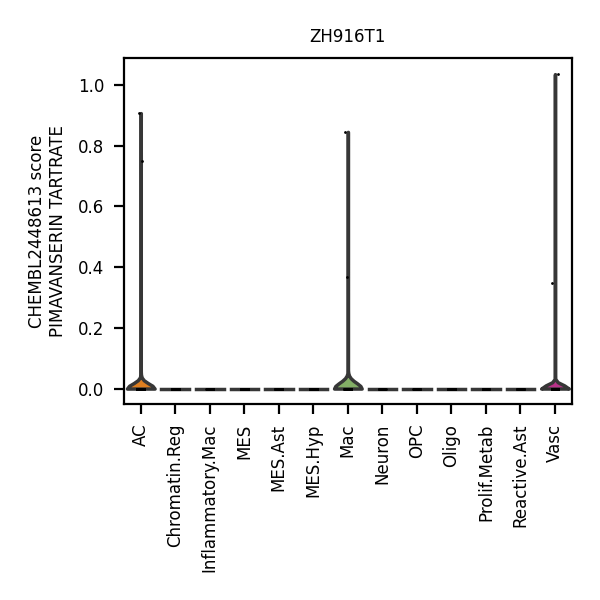 ZH916T1
CHEMBL2448613 score
PIMAVANSERIN TARTRATE
1.0
0.8
0.6
0.4
0.2
0.0
AC
Chromatin.Reg
Inflammatory.Mac
MES
MES.Ast
MES.Hyp
Mac
Neuron
OPC
Oligo
Prolif.Metab
Reactive.Ast
Vasc